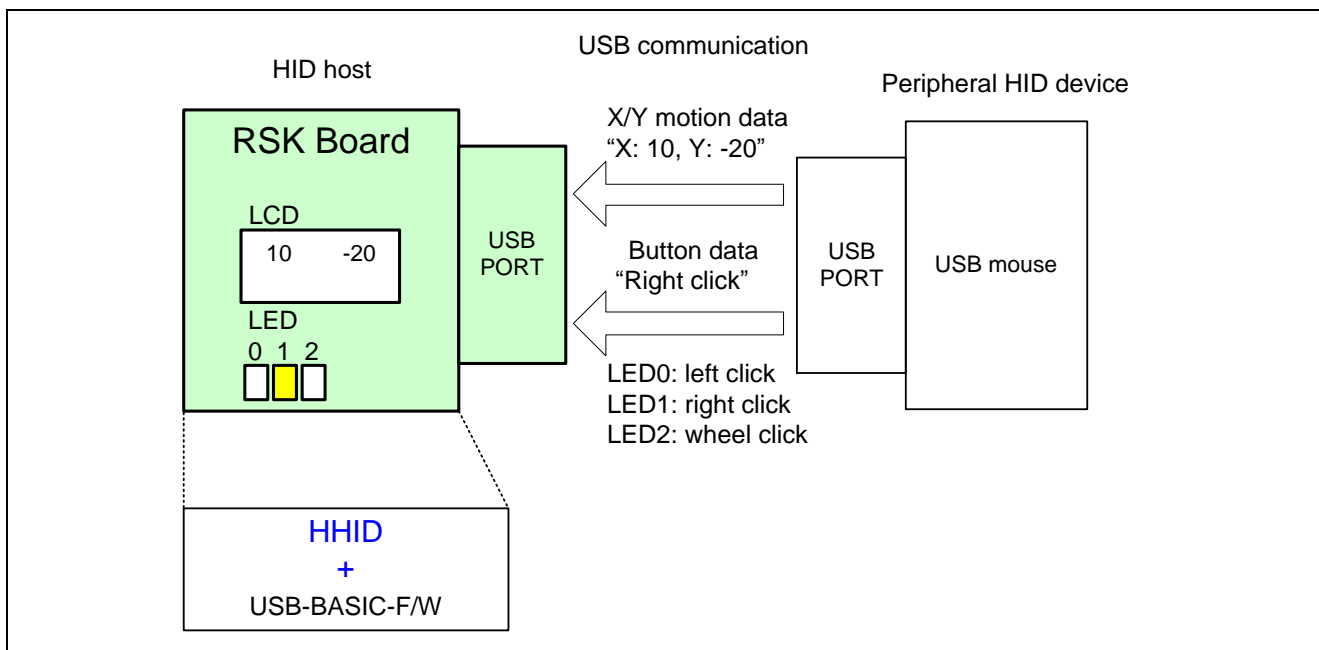 USB communication
HID host
Peripheral HID device
X/Y motion data
“X: 10, Y: -20”
RSK Board
LCD
10 -20
USB
PORT
Button data
“Right click”
USB
PORT
USB mouse
LED
0 1 2
LED0: left click
LED1: right click
LED2: wheel click
HHID
+
USB-BASIC-F/W